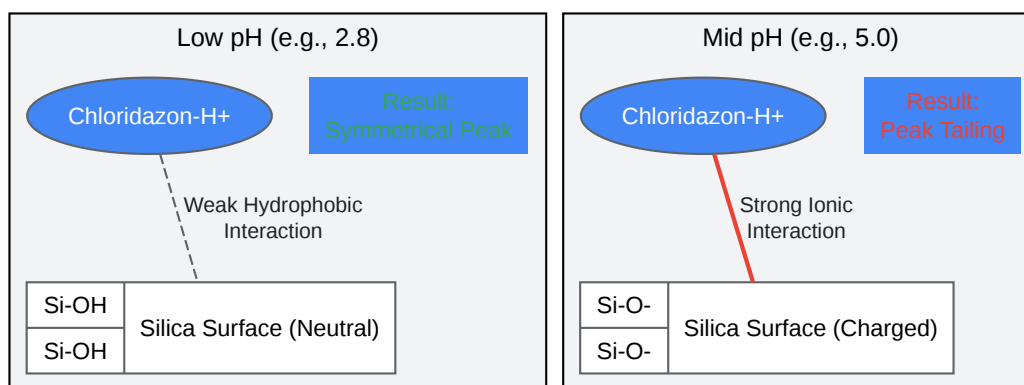 Low pH (e.g., 2.8)
Chloridazon-H+
Result:
Symmetrical Peak
Weak Hydrophobic
Interaction
Si-OH
Si-OH
Silica Surface (Neutral)
Mid pH (e.g., 5.0)
Chloridazon-H+
Result:
Peak Tailing
Strong Ionic
Interaction
Si-O-
Si-O-
Silica Surface (Charged)